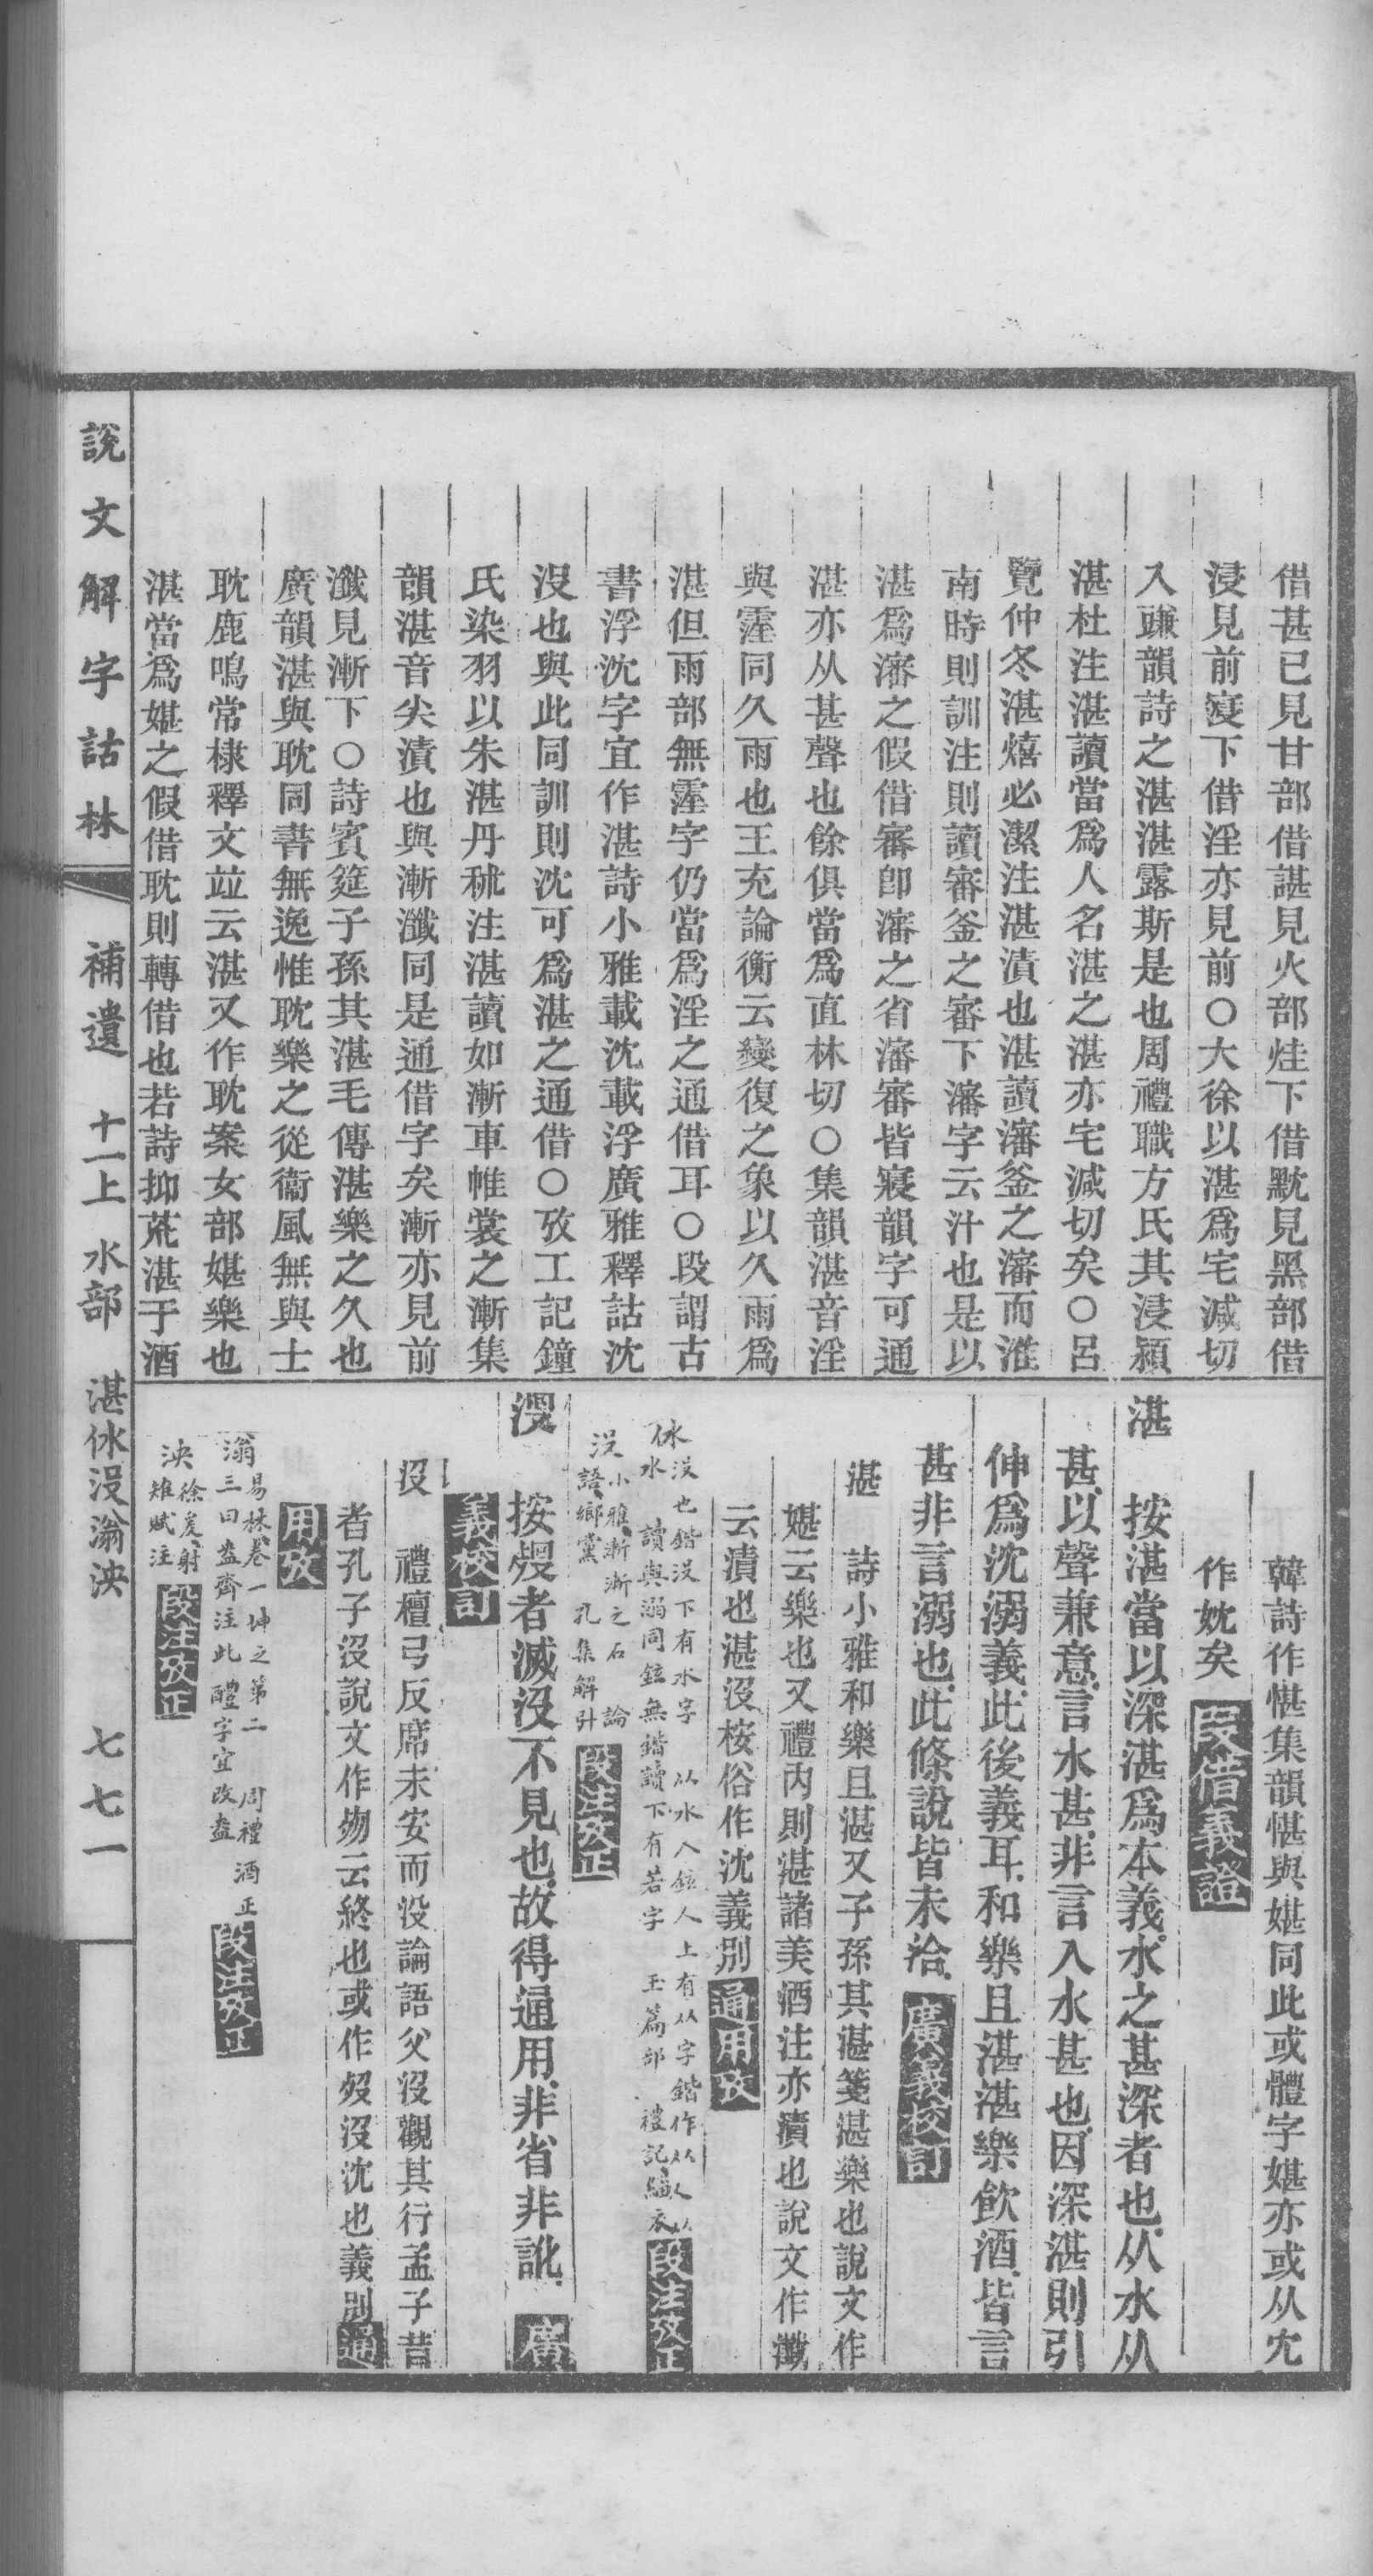 借甚已見甘部借諶見火部烓下借黮見黑部借
浸見前寖下借淫亦見前○大徐以湛爲宅減切
入豏韻詩之湛湛露斯是也周禮職方氏其浸潁
湛杜注湛讀當爲人名湛之湛亦宅減切矣○呂
覽仲冬湛熺必潔注湛漬也湛讀瀋釜之瀋而淮
南時則訓注則讀審釜之審下瀋字云汁也是以
湛爲瀋之假借審卽瀋之省瀋審皆寑韻字可通
湛亦从甚聲也餘俱當爲直林切○集韻湛音淫
與霪同久雨也王充論衡云變復之象以久雨爲
湛但雨部無霪字仍當爲淫之通借耳○段謂古
書浮沈字宜作湛詩小雅載沈載浮廣雅釋詁沈
沒也與此同訓則沈可爲湛之通借○攷工記鐘
氏染羽以朱湛丹秫注湛讀如漸車帷裳之漸集
韻湛音尖漬也與漸瀸同是通借字矣漸亦見前
瀸見漸下○詩賓筵子孫其湛毛傳湛樂之久也
廣韻湛與耽同書無逸惟耽樂之從衞風無與士
耽鹿鳴常棣釋文竝云湛又作耽案女部媅樂也
湛當爲媅之假借耽則轉借也若詩抑荒湛于酒
韓詩作愖集韻愖與媅同此或體字媅亦或从冘
作妉矣 段借義證
湛 按湛當以深湛爲本義水之甚深者也从水从
甚以聲兼意言水甚非言入水甚也因深湛則引
伸爲沈溺義此後義耳和樂且湛湛樂飮酒皆言
甚非言溺也此條說皆未洽 廣義校訂
湛 詩小雅和樂且湛又子孫其湛箋湛樂也說文作
媅云樂也又禮內則湛諸美酒注亦漬也說文作瀸
云漬也湛沒桉俗作沈義別 通用攷
㲻 沒也鍇沒下有水字 以水人鉉人上有从字鍇作从人以
水 讀與溺同鉉無鍇讀下有若字 玉篇部 禮記緇衣 段注攷正
沒 小雅漸漸之石 論
語鄉黨 孔集解引 段注攷正
沒 按㱳者滅沒不見也故得通用非省非訛 廣
義校訂
沒 禮檀弓反席未安而沒論語父沒觀其行孟子昔
者孔子沒說文作歾云終也或作歿沒沈也義別 通
用攷
滃 易林卷一坤之第二 周禮酒正
三曰盎齊注此醴字宜改盎 段注攷正
泱 徐爰射
雉賦注 段注攷正
說文解字詁林 補遺 十一上 水部 湛㲻沒滃泱 七七一